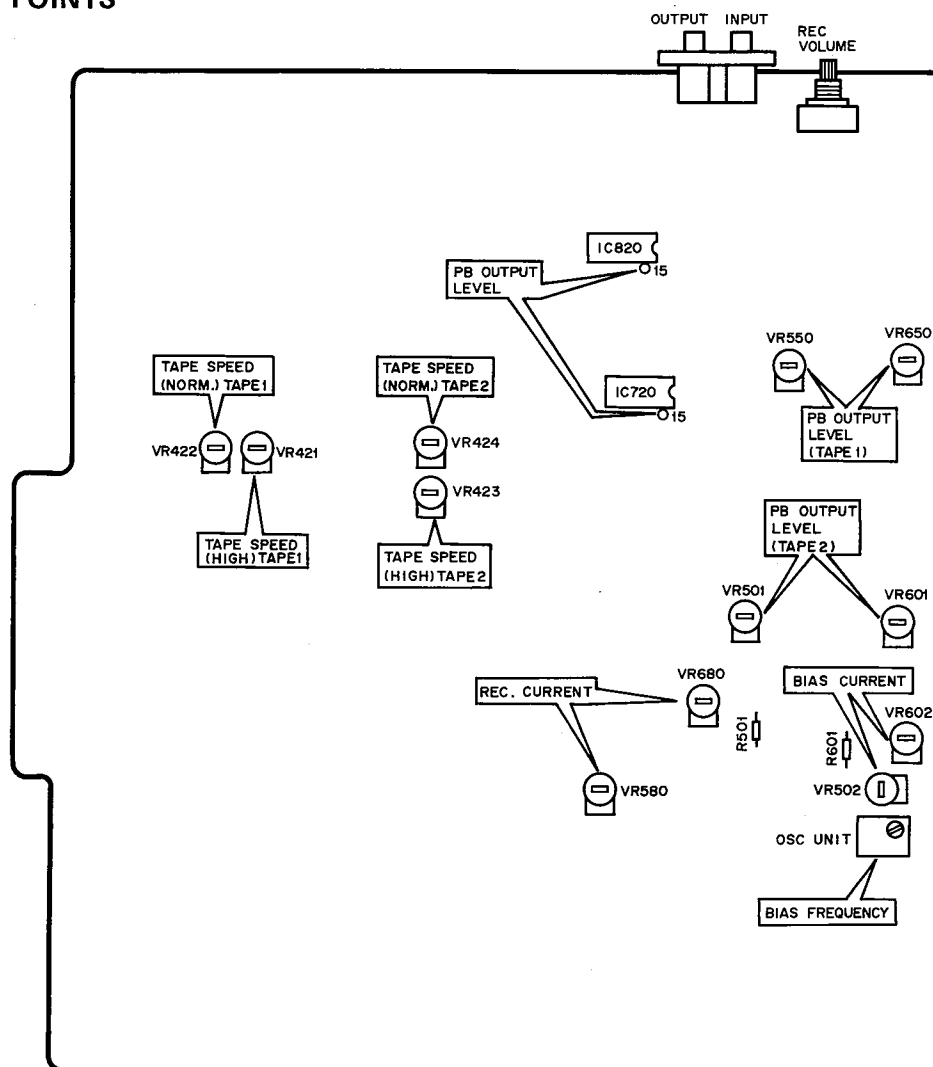 POINTS
OUTPUT INPUT
REC
VOLUME
IC820
15
PB OUTPUT
LEVEL
VR550
VR650
TAPE SPEED
(NORM.) TAPE1
TAPE SPEED
(NORM.) TAPE2
IC720
15
PB OUTPUT
LEVEL
(TAPE 1)
VR422
VR421
VR424
VR423
TAPE SPEED
(HIGH) TAPE1
TAPE SPEED
(HIGH) TAPE2
PB OUTPUT
LEVEL
(TAPE 2)
VR501
VR601
REC. CURRENT
VR680
BIAS CURRENT
VR602
R501
R601
VR580
VR502
OSC UNIT
BIAS FREQUENCY